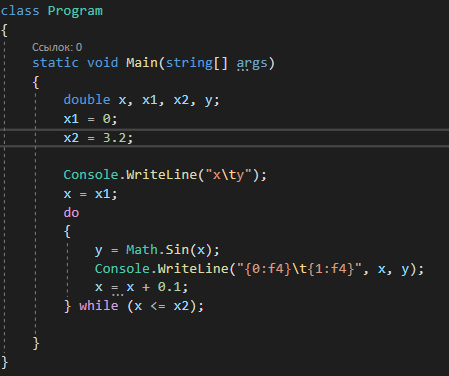 class Program
{
Ссылок: 0
static void Main(string[] args)
{
double x, x1, x2, y;
x1 = 0;
x2 = 3.2;
Console.WriteLine("x\ty");
x = x1;
do
{
y = Math.Sin(x);
Console.WriteLine("{0:f4}\t{1:f4}", x, y);
x = x + 0.1;
} while (x <= x2);
}
}